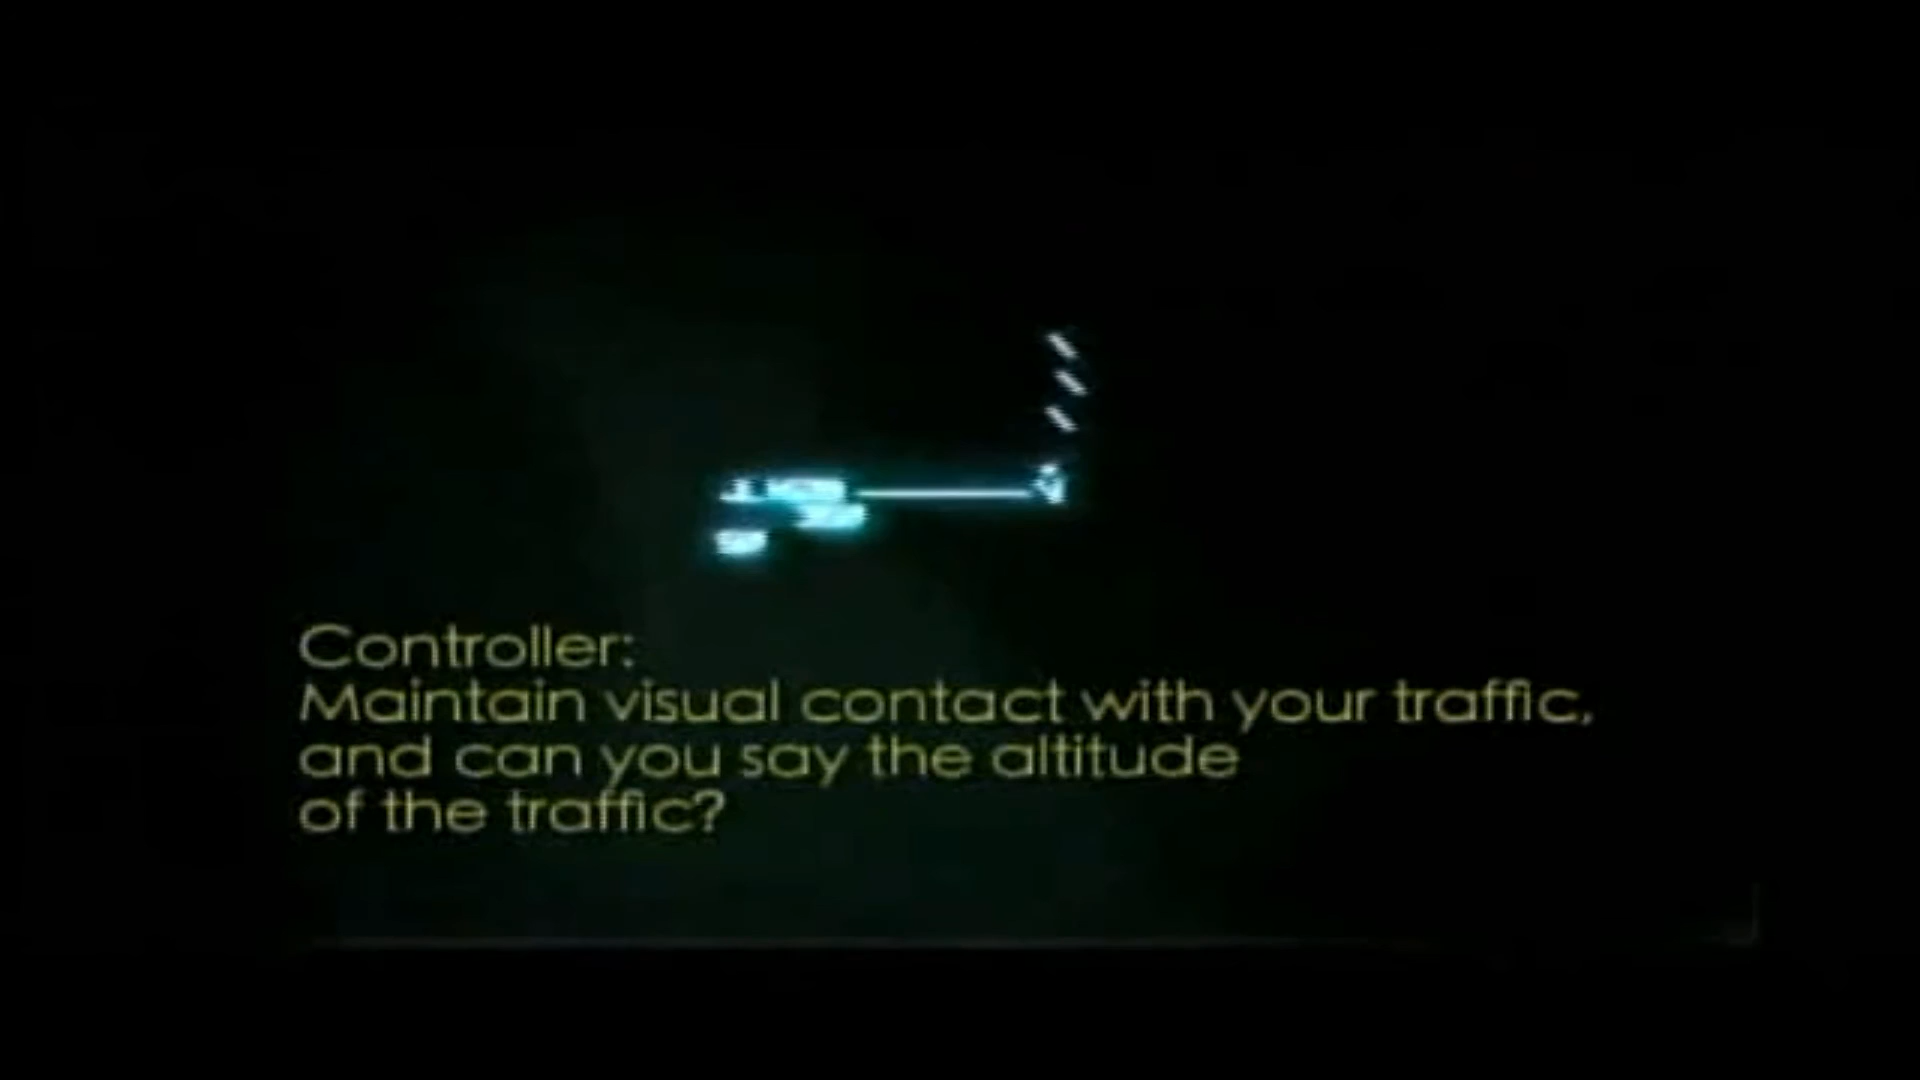 Controller:
Maintain visual contact with your traffic,
and can you say the altitude
of the traffic?